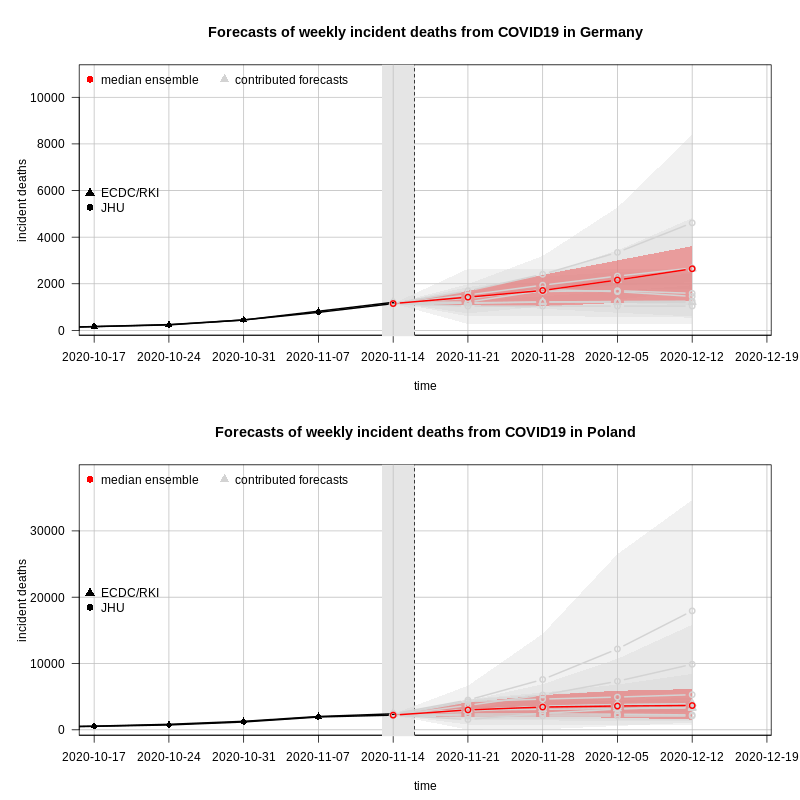 Forecasts of weekly incident deaths from COVID19 in Germany
median ensemble contributed forecasts
10000
8000
6000
4000
2000
0
incident deaths
ECDC/RKI
JHU
2020-10-17 2020-10-24 2020-10-31 2020-11-07 2020-11-14 2020-11-21 2020-11-28 2020-12-05 2020-12-12 2020-12-19
time
Forecasts of weekly incident deaths from COVID19 in Poland
median ensemble contributed forecasts
30000
20000
10000
0
incident deaths
ECDC/RKI
JHU
2020-10-17 2020-10-24 2020-10-31 2020-11-07 2020-11-14 2020-11-21 2020-11-28 2020-12-05 2020-12-12 2020-12-19
time